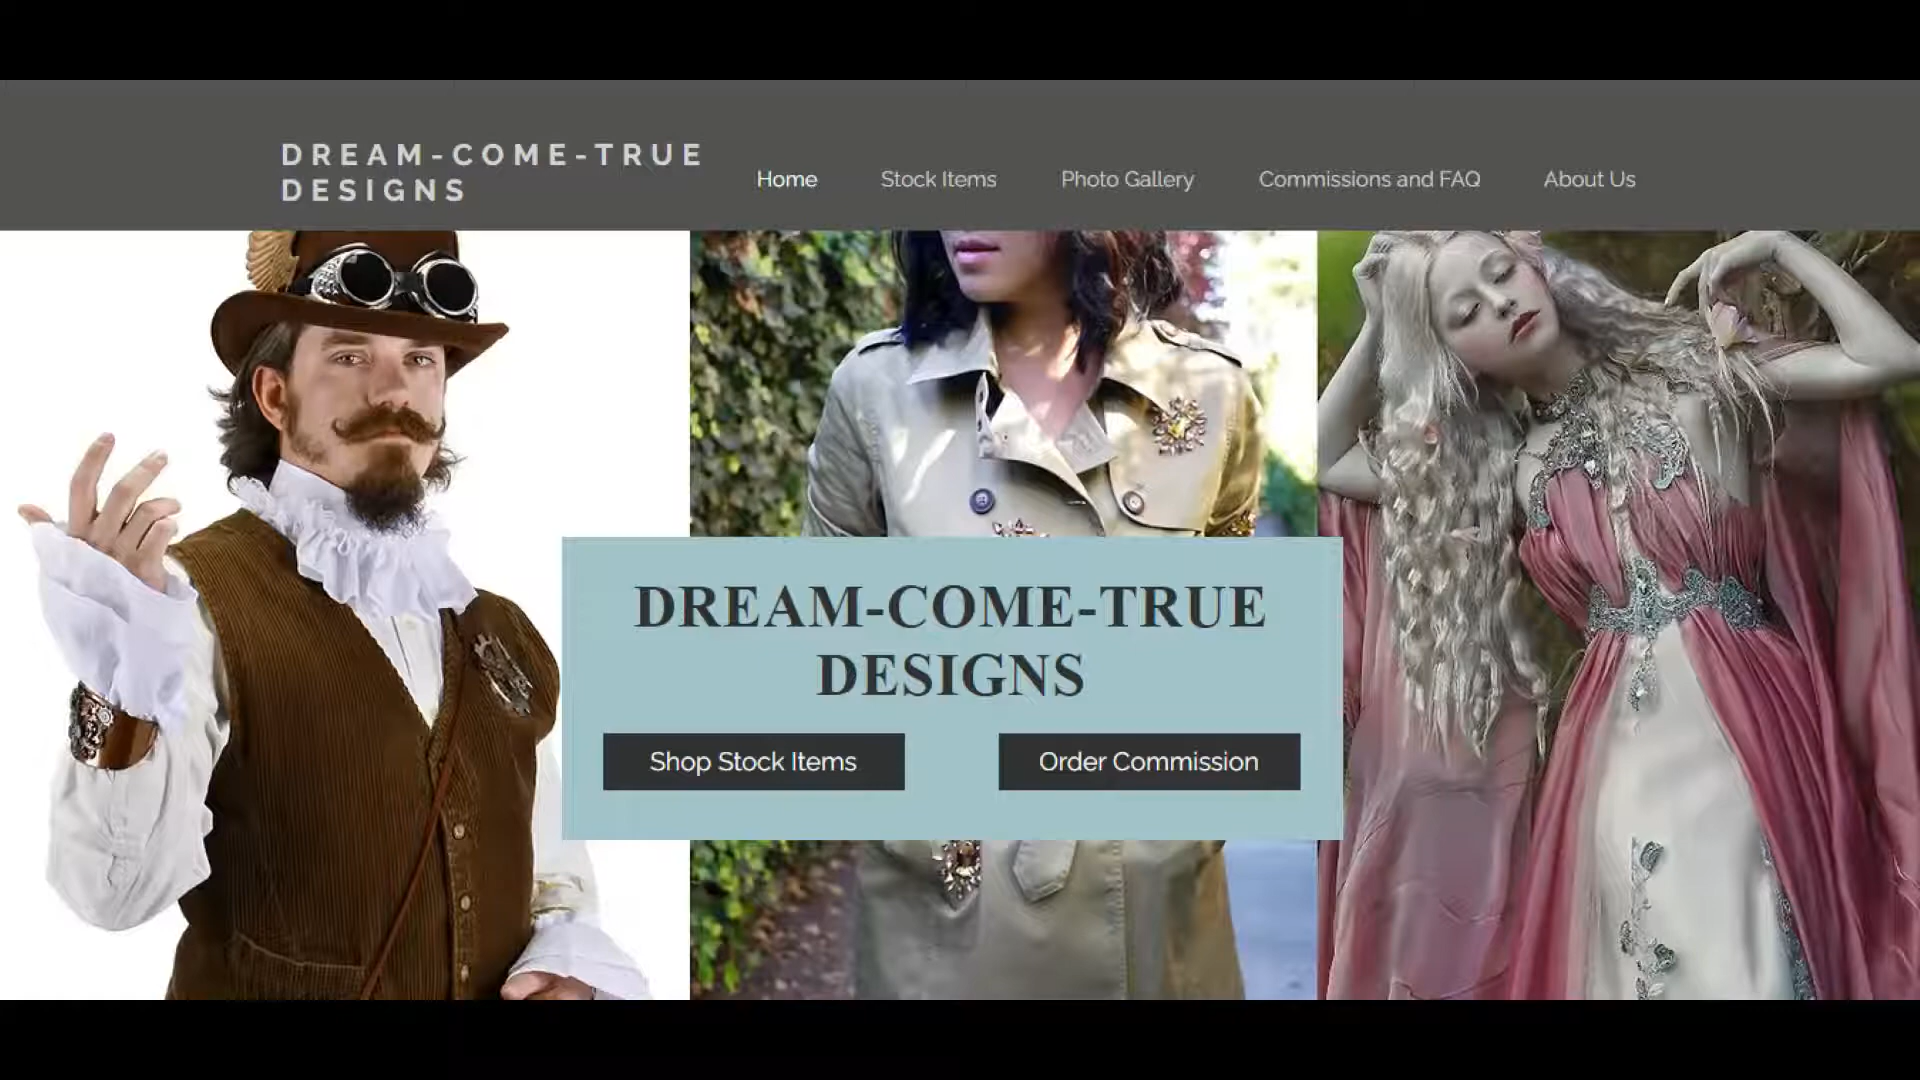 DREAM-COME-TRUE
DESIGNS
Home Stock Items Photo Gallery Commissions and FAQ About Us
DREAM-COME-TRUE
DESIGNS
Shop Stock Items Order Commission